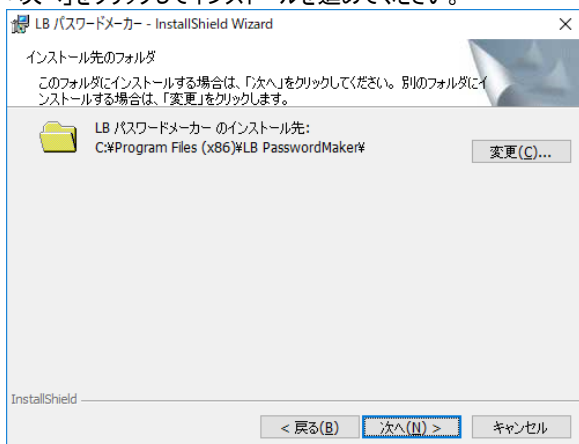 次へ」をクリックしてインストールを進めてください。
LB パスワードメーカー - InstallShield Wizard
インストール先のフォルダ
このフォルダにインストールする場合は、「次へ」をクリックしてください。別のフォルダにイ
ンストールする場合は、「変更」をクリックします。
LB パスワードメーカー のインストール先:
C:¥Program Files (x86)¥LB PasswordMaker¥
変更(C)...
InstallShield
< 戻る(B)
次へ(N) >
キャンセル